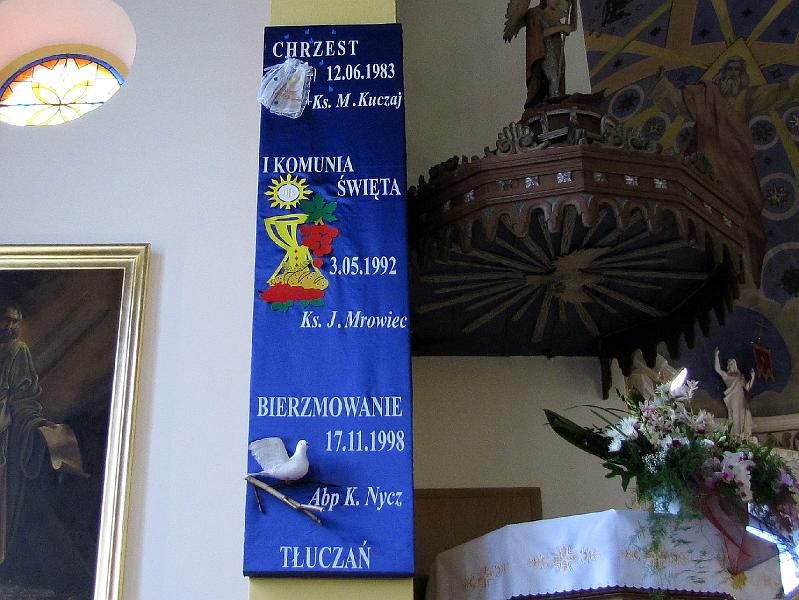 CHRZEST
12.06.1983
Ks. M. Kuczaj
I KOMUNIA
ŚWIĘTA
3.05.1992
Ks. J. Mrowiec
BIERZMOWANIE
17.11.1998
Abp K. Nycz
TŁUCZAŃ